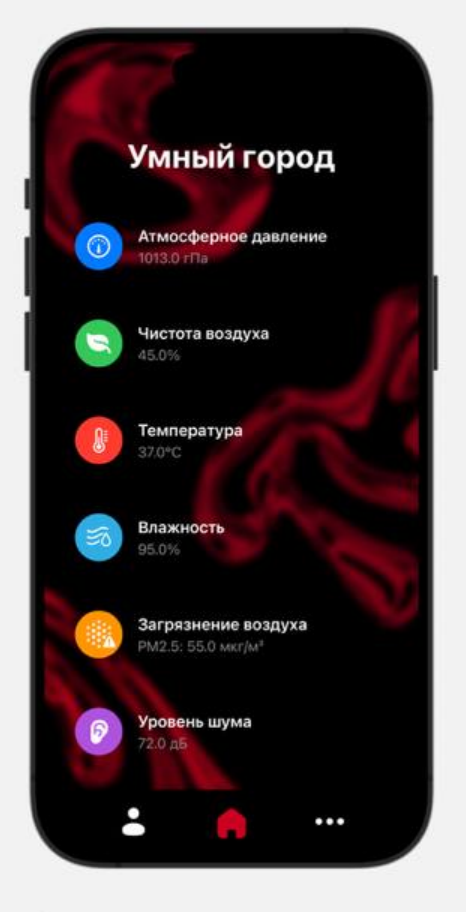 Умный город
Атмосферное давление
1013.0 гПа
Чистота воздуха
45.0%
Температура
37.0°C
Влажность
95.0%
Загрязнение воздуха
PM2.5: 55.0 мкг/м³
Уровень шума
72.0 дБ